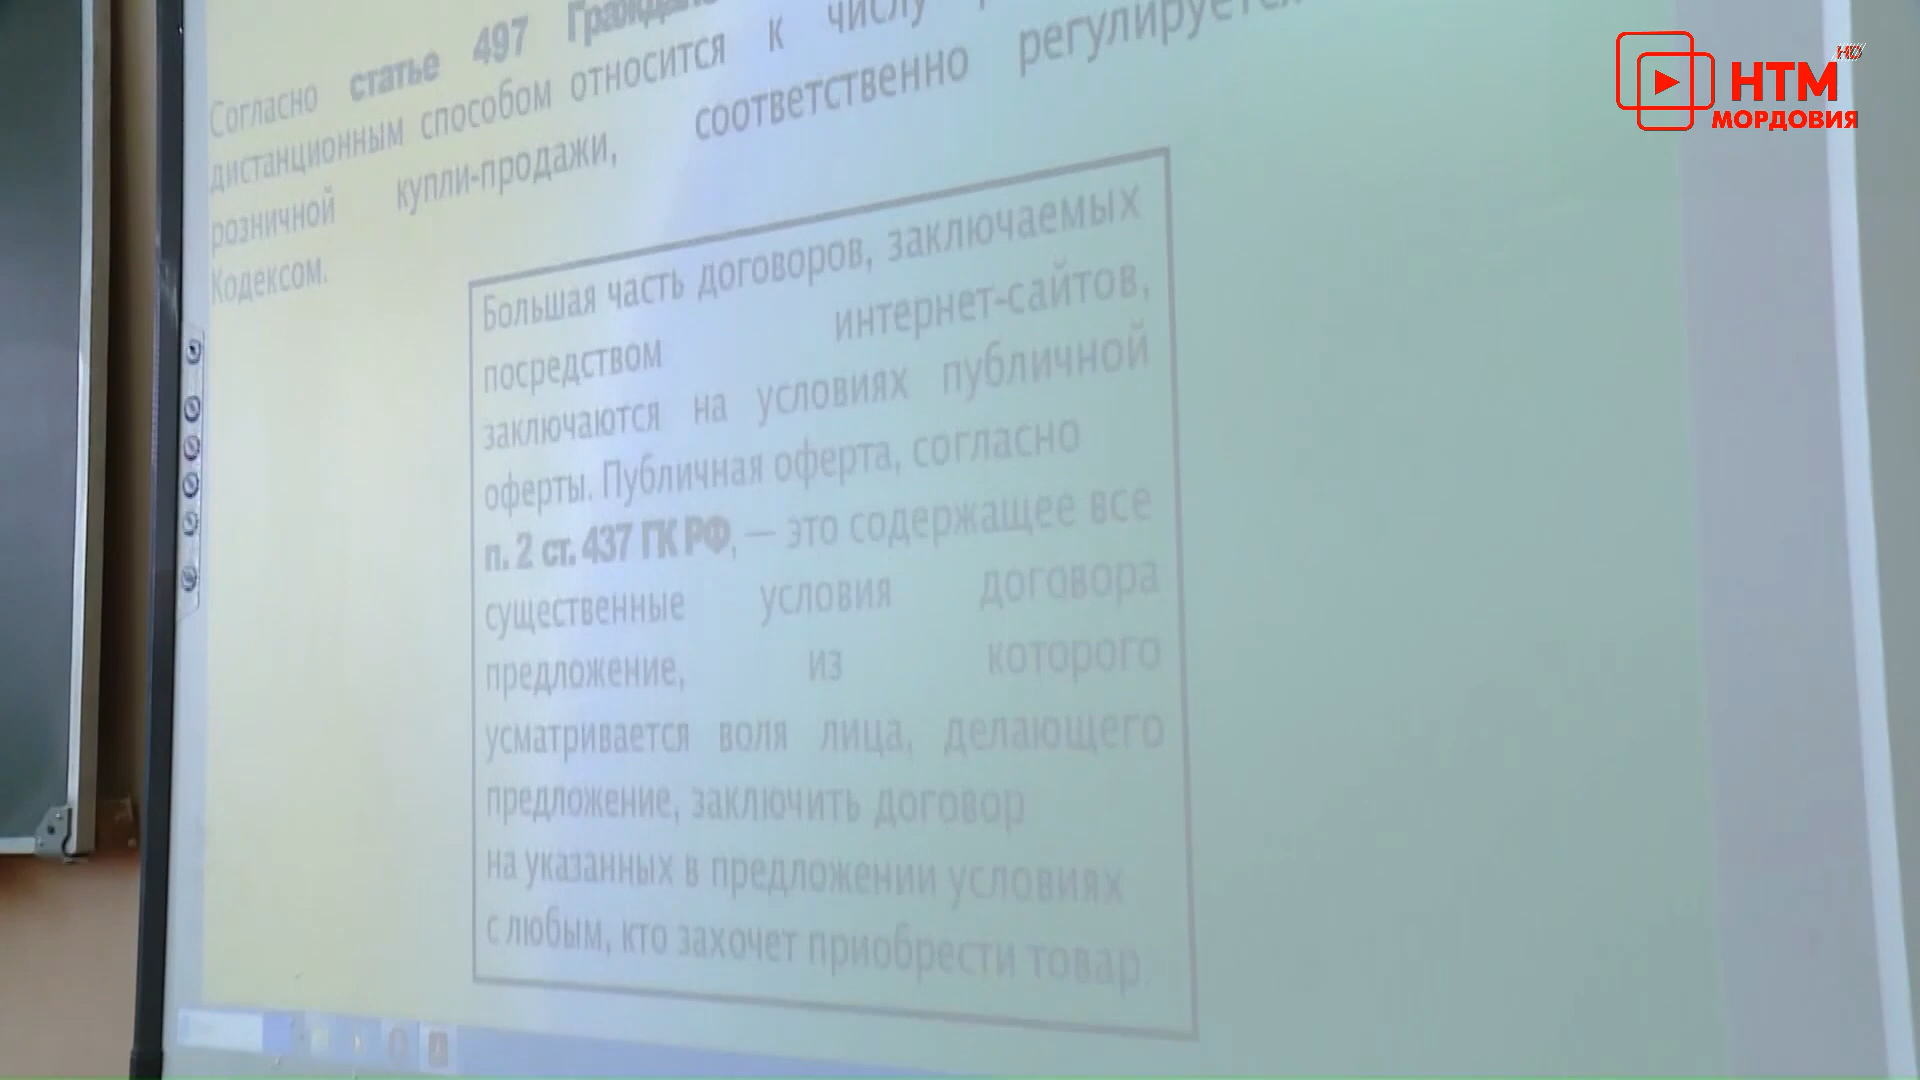 Согласно статье 497
дистанционным способом относится к числу
розничной купли-продажи, соответственно регулируется
Кодексом.
Большая часть договоров, заключаемых
посредством интернет-сайтов,
заключаются на условиях публичной
оферты. Публичная оферта, согласно
п. 2 ст. 437 ГК РФ, — это содержащее все
существенные условия договора
предложение, из которого
усматривается воля лица, делающего
предложение, заключить договор
на указанных в предложении условиях
с любым, кто захочет приобрести товар
НТМ HD
МОРДОВИЯ